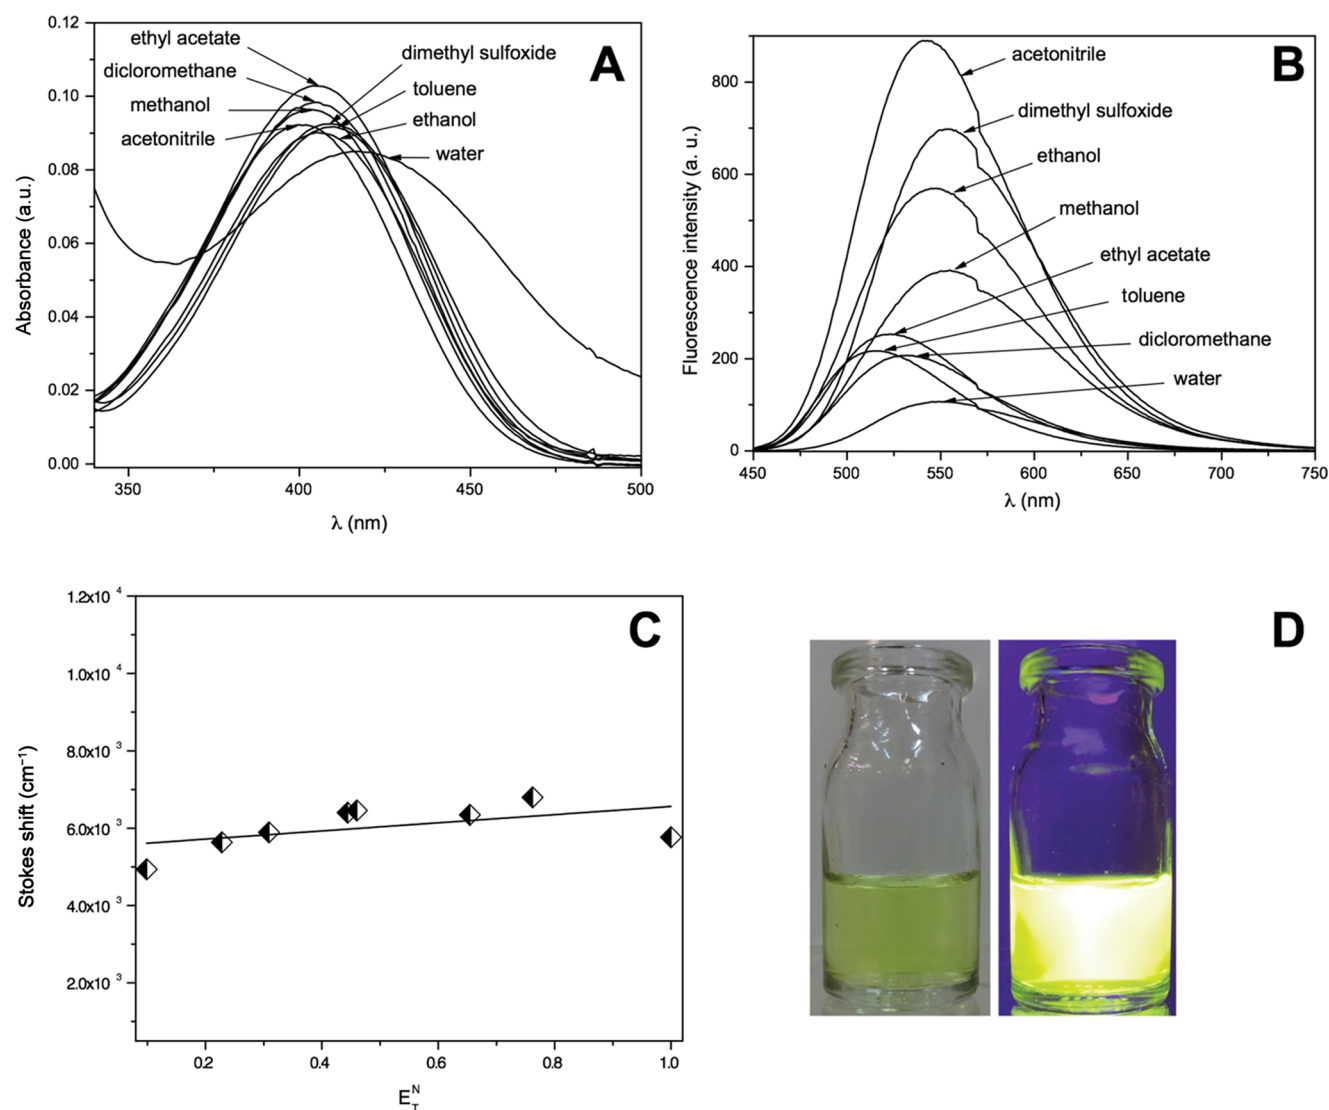 A
0.12
0.10
0.08
0.06
0.04
0.02
0.00
Absorbance (a.u.)
ethyl acetate
dicloromethane
methanol
acetonitrile
dimethyl sulfoxide
toluene
ethanol
water
350 400 450 500
λ (nm)
B
800
600
400
200
0
Fluorescence intensity (a. u.)
acetonitrile
dimethyl sulfoxide
ethanol
methanol
ethyl acetate
toluene
dicloromethane
water
450 500 550 600 650 700 750
λ (nm)
C
1.2x10 4
1.0x10 4
8.0x10 3
6.0x10 3
4.0x10 3
2.0x10 3
Stokes shift (cm⁻¹)
0.2 0.4 0.6 0.8 1.0
E_T^N
D